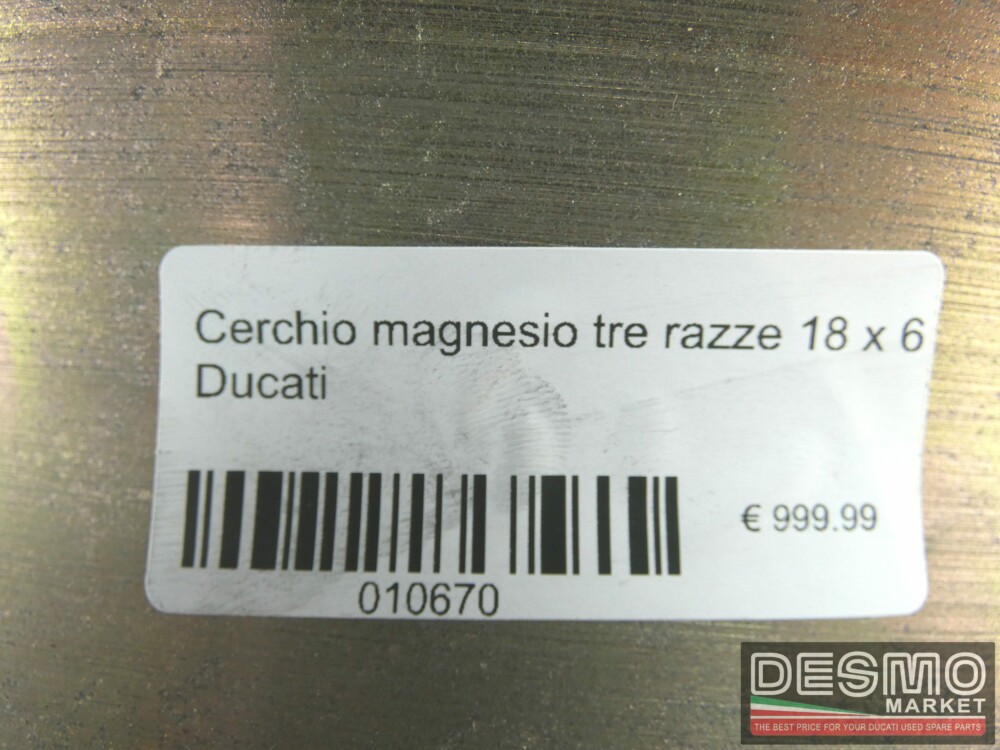 Cerchio magnesio tre razze 18 x 6
Ducati
€ 999.99
010670
DESMO
MARKET
THE BEST PRICE FOR YOUR DUCATI USED SPARE PARTS